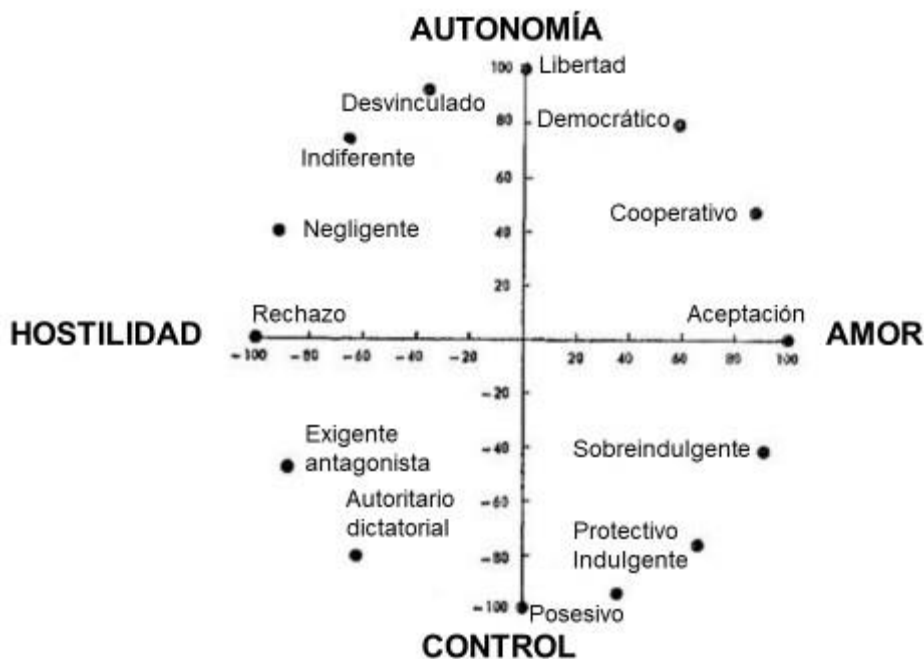 AUTONOMÍA
100 Libertad
Desvinculado
80 Democrático
Indiferente
60
Cooperativo
40 Negligente
20
Rechazo Aceptación
HOSTILIDAD AMOR
-100 -80 -60 -40 -20 20 40 60 80 100
-20
Exigente
antagonista
-40 Sobreindulgente
Autoritario
dictatorial
-60
Protectivo
Indulgente
-80
-100 Posesivo
CONTROL